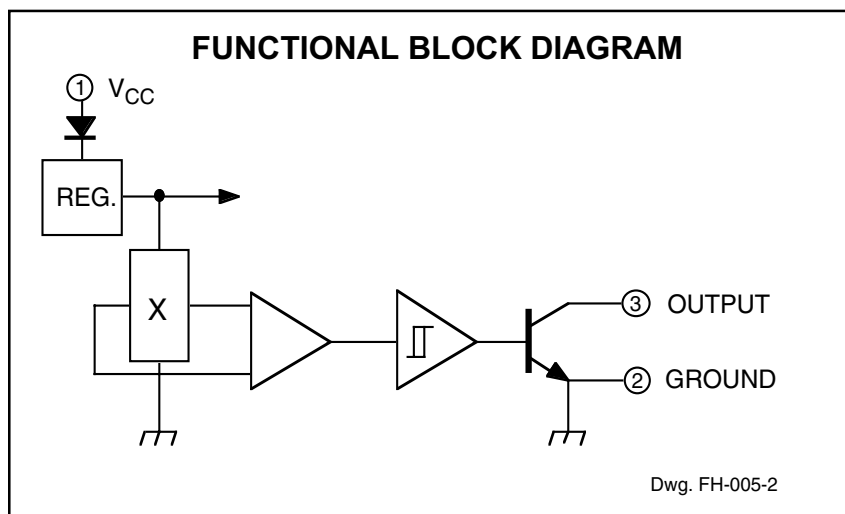 FUNCTIONAL BLOCK DIAGRAM
1 VCC
REG.
X
3 OUTPUT
2 GROUND
Dwg. FH-005-2